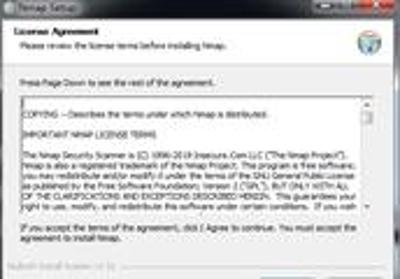 Nmap Setup
License Agreement
Please review the license terms before installing Nmap.
Press Page Down to see the rest of the agreement.
COPYING -- Describes the terms under which Nmap is distributed.
IMPORTANT NMAP LICENSE TERMS
The Nmap Security Scanner is (C) 1996-2019 Insecure.Com LLC ("The Nmap Project").
Nmap is also a registered trademark of the Nmap Project. This program is free software;
you may redistribute and/or modify it under the terms of the GNU General Public License
as published by the Free Software Foundation; Version 2 ("GPL"), BUT ONLY WITH ALL
OF THE CLARIFICATIONS AND EXCEPTIONS DESCRIBED HEREIN. This guarantees your
right to use, modify, and redistribute this software under certain conditions. If you wish
If you accept the terms of the agreement, click I Agree to continue. You must accept the
agreement to install Nmap.
Nullsoft Install System